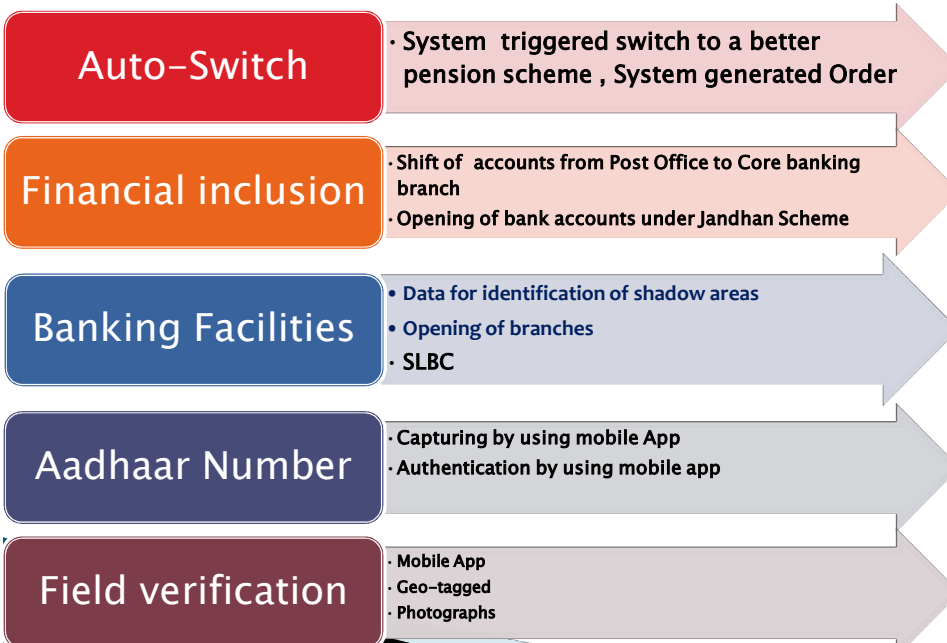 Auto-Switch
· System triggered switch to a better
pension scheme , System generated Order
Financial inclusion
· Shift of accounts from Post Office to Core banking
branch
· Opening of bank accounts under Jandhan Scheme
Banking Facilities
• Data for identification of shadow areas
• Opening of branches
· SLBC
Aadhaar Number
· Capturing by using mobile App
· Authentication by using mobile app
Field verification
· Mobile App
· Geo-tagged
· Photographs